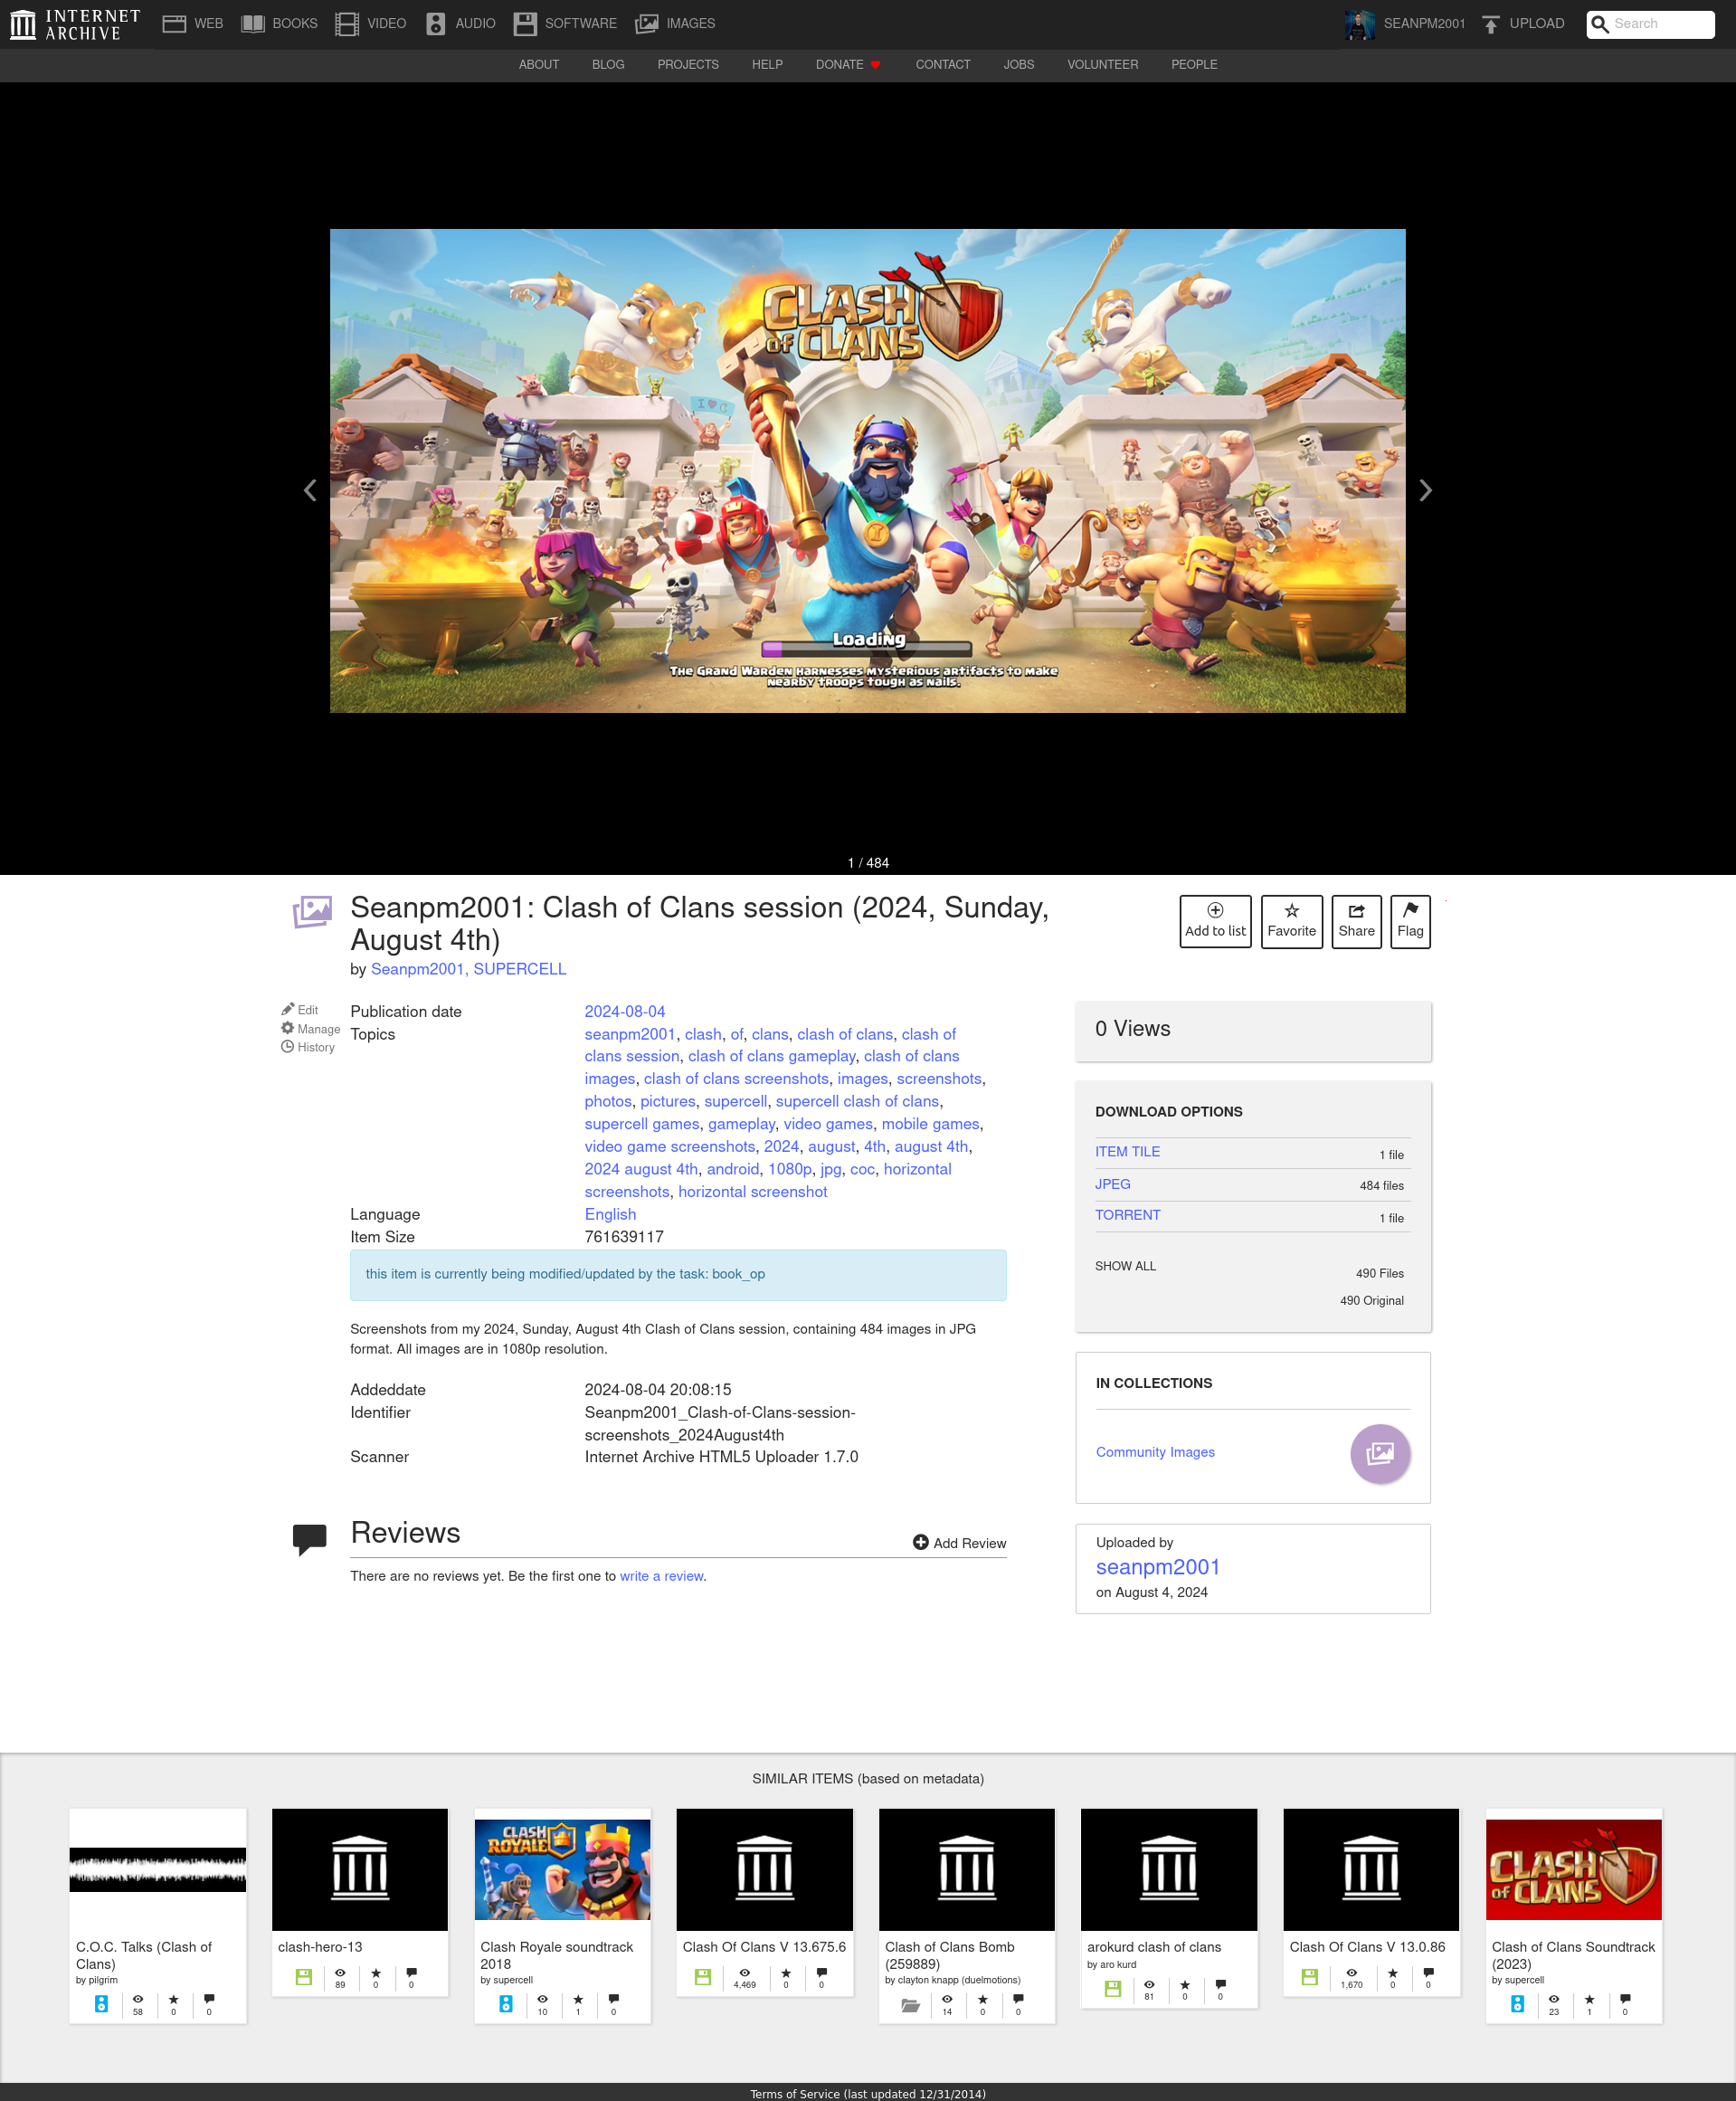 INTERNET ARCHIVE
WEB BOOKS VIDEO AUDIO SOFTWARE IMAGES SEANPM2001 UPLOAD Search
ABOUT BLOG PROJECTS HELP DONATE CONTACT JOBS VOLUNTEER PEOPLE
CLASH OF CLANS
I ♥ C
Loading
The Grand Warden harnesses mysterious artifacts to make
nearby troops tough as nails.
1 / 484
Seanpm2001: Clash of Clans session (2024, Sunday,
August 4th)
by Seanpm2001, SUPERCELL
Add to list Favorite Share Flag
Edit
Manage
History
Publication date 2024-08-04
Topics seanpm2001, clash, of, clans, clash of clans, clash of
clans session, clash of clans gameplay, clash of clans
images, clash of clans screenshots, images, screenshots,
photos, pictures, supercell, supercell clash of clans,
supercell games, gameplay, video games, mobile games,
video game screenshots, 2024, august, 4th, august 4th,
2024 august 4th, android, 1080p, jpg, coc, horizontal
screenshots, horizontal screenshot
Language English
Item Size 761639117
this item is currently being modified/updated by the task: book_op
Screenshots from my 2024, Sunday, August 4th Clash of Clans session, containing 484 images in JPG
format. All images are in 1080p resolution.
Addeddate 2024-08-04 20:08:15
Identifier Seanpm2001_Clash-of-Clans-session-
screenshots_2024August4th
Scanner Internet Archive HTML5 Uploader 1.7.0
Reviews
Add Review
There are no reviews yet. Be the first one to write a review.
0 Views
DOWNLOAD OPTIONS
ITEM TILE 1 file
JPEG 484 files
TORRENT 1 file
SHOW ALL 490 Files
490 Original
IN COLLECTIONS
Community Images
Uploaded by
seanpm2001
on August 4, 2024
SIMILAR ITEMS (based on metadata)
C.O.C. Talks (Clash of
Clans)
by pilgrim
58 0 0
clash-hero-13
89 0 0
CLASH ROYALE
Clash Royale soundtrack
2018
by supercell
10 1 0
Clash Of Clans V 13.675.6
4,469 0 0
Clash of Clans Bomb
(259889)
by clayton knapp (duelmotions)
14 0 0
arokurd clash of clans
by aro kurd
81 0 0
Clash Of Clans V 13.0.86
1,670 0 0
CLASH OF CLANS
Clash of Clans Soundtrack
(2023)
by supercell
23 1 0
Terms of Service (last updated 12/31/2014)